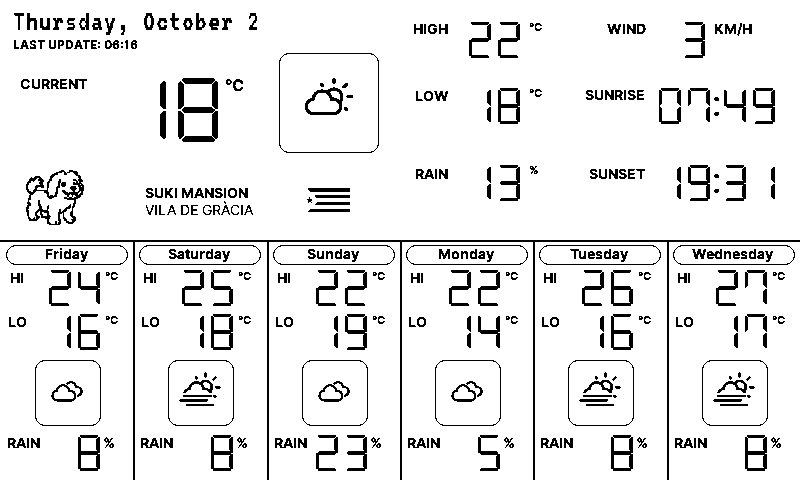 Thursday, October 2
LAST UPDATE: 06:16
CURRENT 18 °C
SUKI MANSION
VILA DE GRÀCIA
HIGH 22 °C
LOW 18 °C
RAIN 13 %
WIND 3 KM/H
SUNRISE 07:49
SUNSET 19:31
Friday
HI 24 °C
LO 16 °C
RAIN 8 %
Saturday
HI 25 °C
LO 18 °C
RAIN 8 %
Sunday
HI 22 °C
LO 19 °C
RAIN 23 %
Monday
HI 22 °C
LO 14 °C
RAIN 5 %
Tuesday
HI 26 °C
LO 16 °C
RAIN 8 %
Wednesday
HI 27 °C
LO 17 °C
RAIN 8 %